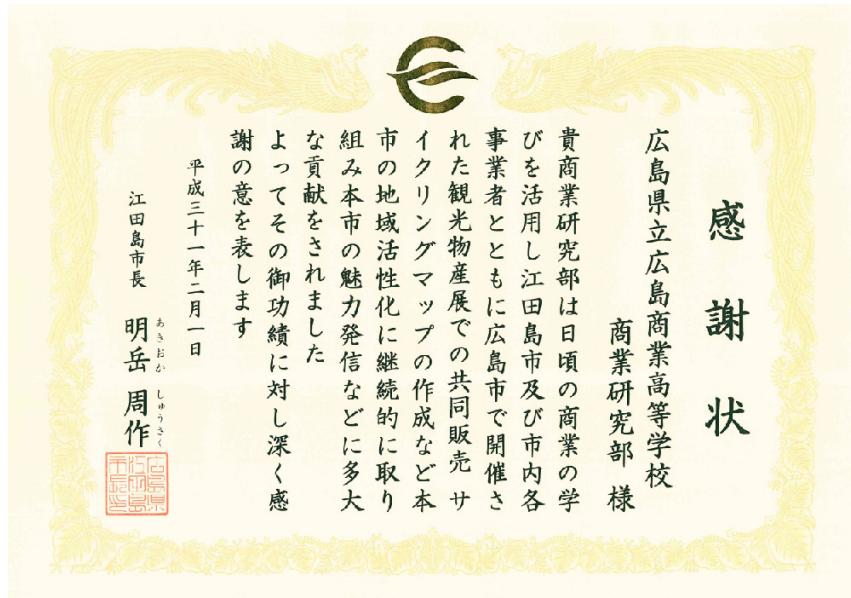 感謝状
広島県立広島商業高等学校
商業研究部 様
貴商業研究部は日頃の商業の学
びを活用し江田島市及び市内各
事業者とともに広島市で開催さ
れた観光物産展での共同販売 サ
イクリングマップの作成など本
市の地域活性化に継続的に取り
組み本市の魅力発信などに多大
な貢献をされました
よってその御功績に対し深く感
謝の意を表します
平成三十一年二月一日
江田島市長 明岳 周作
あきおか しゅうさく
広島県
江田島
市長印